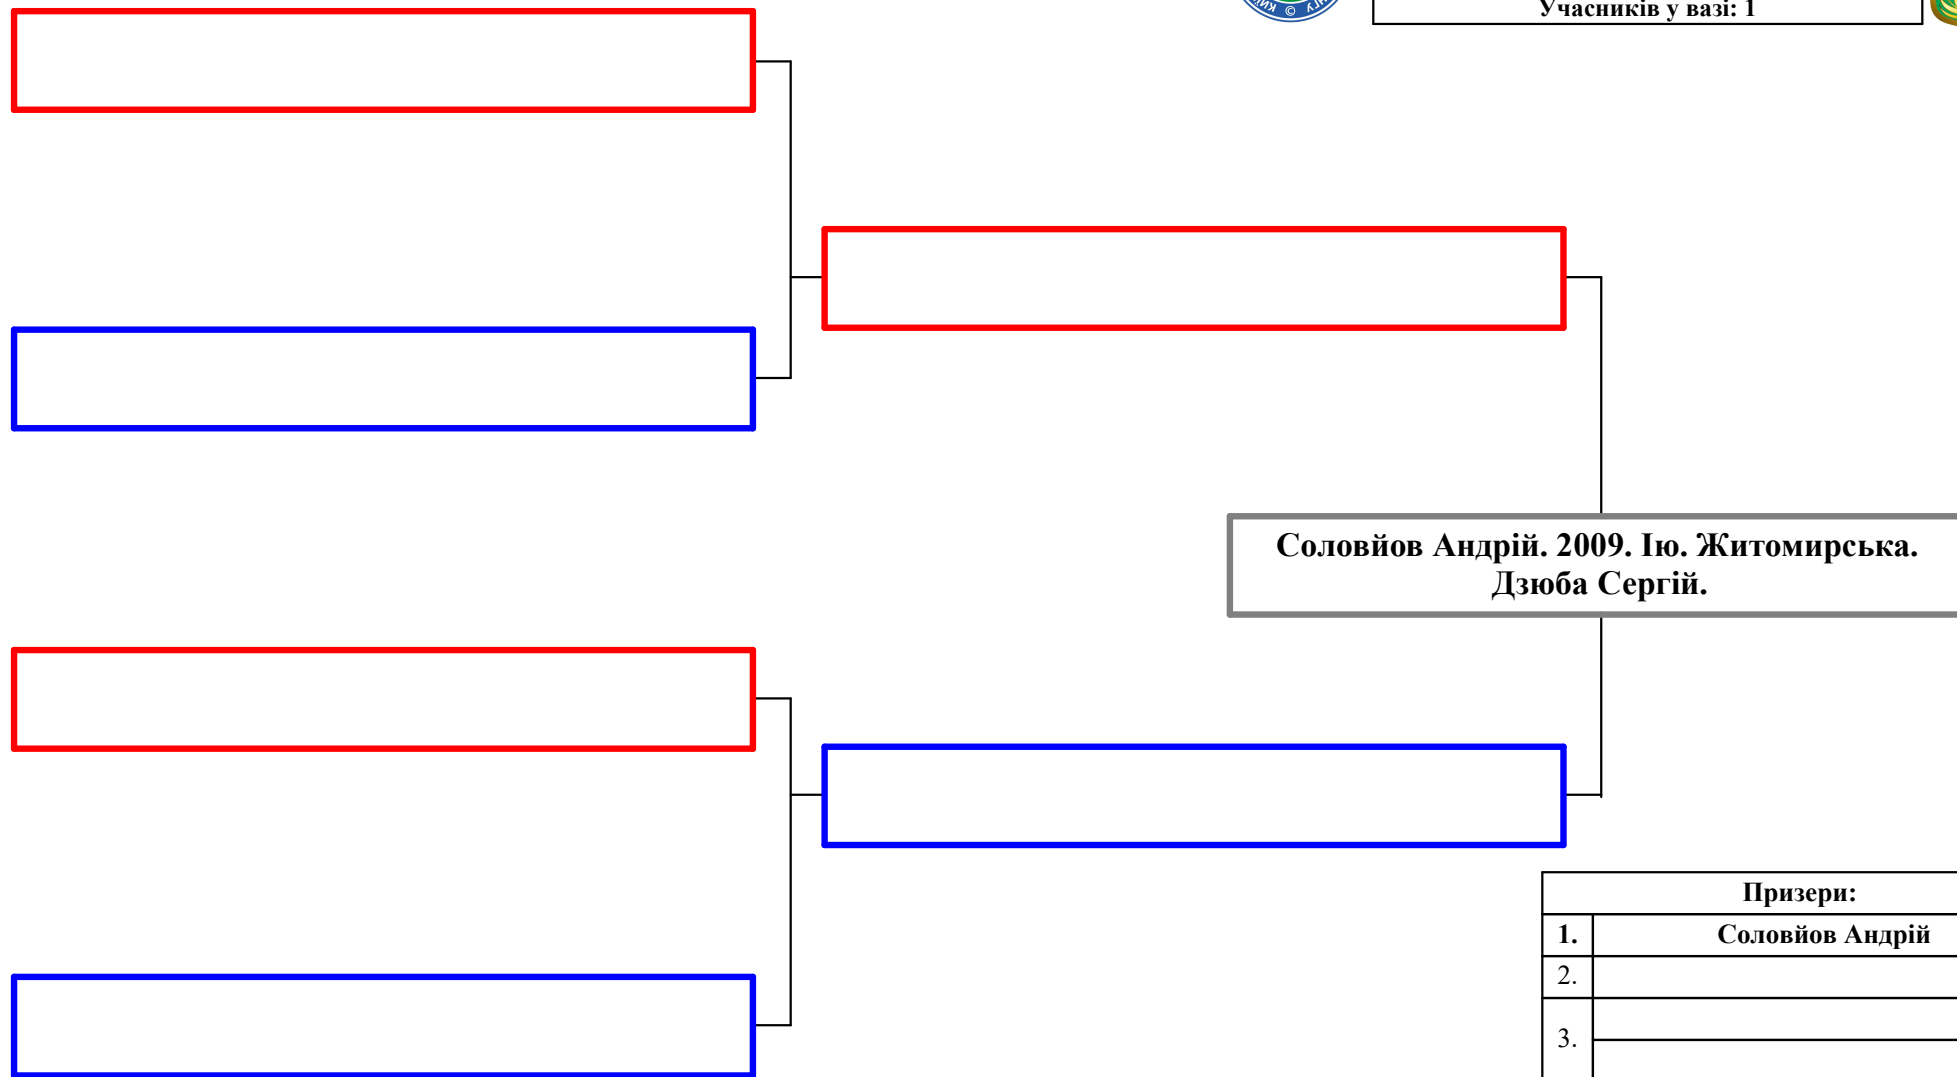 Учасників у вазі: 1
Соловйов Андрій. 2009. Ію. Житомирська.
Дзюба Сергій.
Призери:
1. Соловйов Андрій
2.
3.